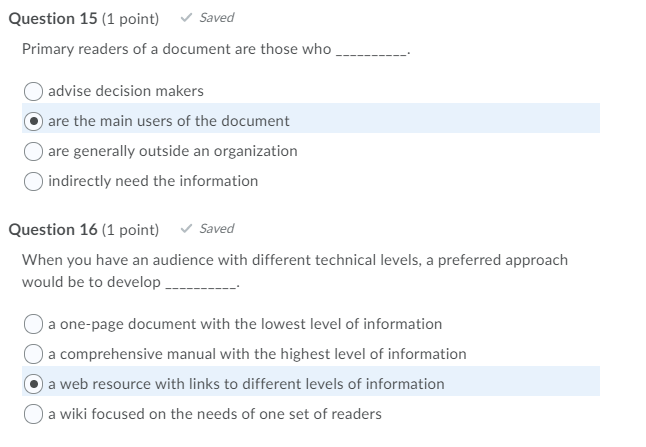 Question 15 (1 point) ✓ Saved
Primary readers of a document are those who __________.
advise decision makers
are the main users of the document
are generally outside an organization
indirectly need the information
Question 16 (1 point) ✓ Saved
When you have an audience with different technical levels, a preferred approach
would be to develop __________.
a one-page document with the lowest level of information
a comprehensive manual with the highest level of information
a web resource with links to different levels of information
a wiki focused on the needs of one set of readers